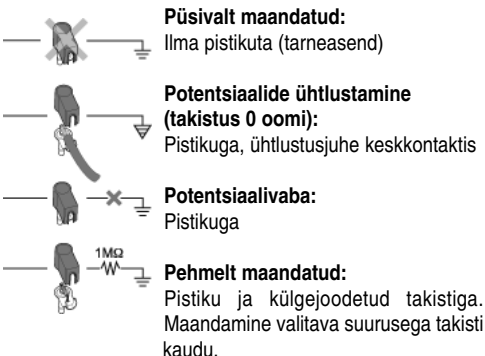 Püsivalt maandatud:
Ilma pistikuta (tarneasend)
Potentsiaalide ühtlustamine
(takistus 0 oomi):
Pistikuga, ühtlustusjuhe keskkontaktis
Potentsiaalivaba:
Pistikuga
1MΩ
Pehmelt maandatud:
Pistiku ja külgejoodetud takistiga.
Maandamine valitava suurusega takisti
kaudu.